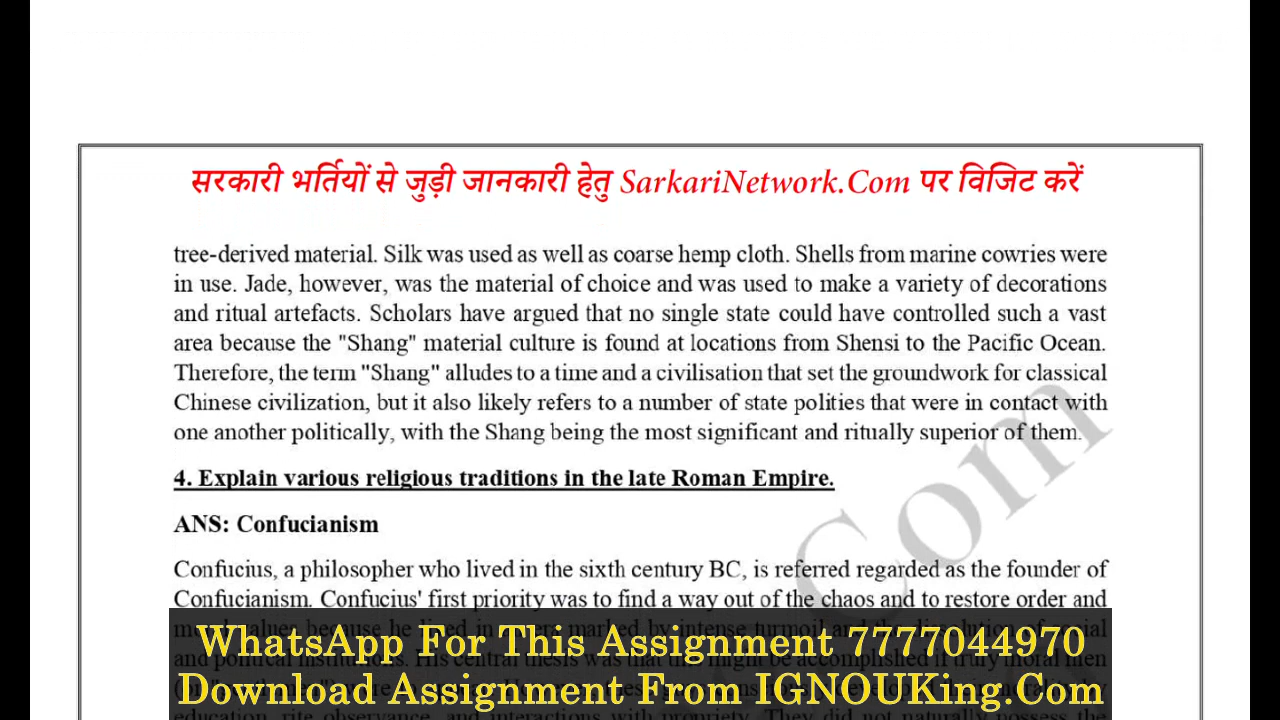 सरकारी भर्तियों से जुड़ी जानकारी हेतु SarkariNetwork.Com पर विजिट करें
tree-derived material. Silk was used as well as coarse hemp cloth. Shells from marine cowries were
in use. Jade, however, was the material of choice and was used to make a variety of decorations
and ritual artefacts. Scholars have argued that no single state could have controlled such a vast
area because the "Shang" material culture is found at locations from Shensi to the Pacific Ocean.
Therefore, the term "Shang" alludes to a time and a civilisation that set the groundwork for classical
Chinese civilization, but it also likely refers to a number of state polities that were in contact with
one another politically, with the Shang being the most significant and ritually superior of them.
4. Explain various religious traditions in the late Roman Empire.
ANS: Confucianism
Confucius, a philosopher who lived in the sixth century BC, is referred regarded as the founder of
Confucianism. Confucius' first priority was to find a way out of the chaos and to restore order and
WhatsApp For This Assignment 7777044970
Download Assignment From IGNOUKing.Com
Com